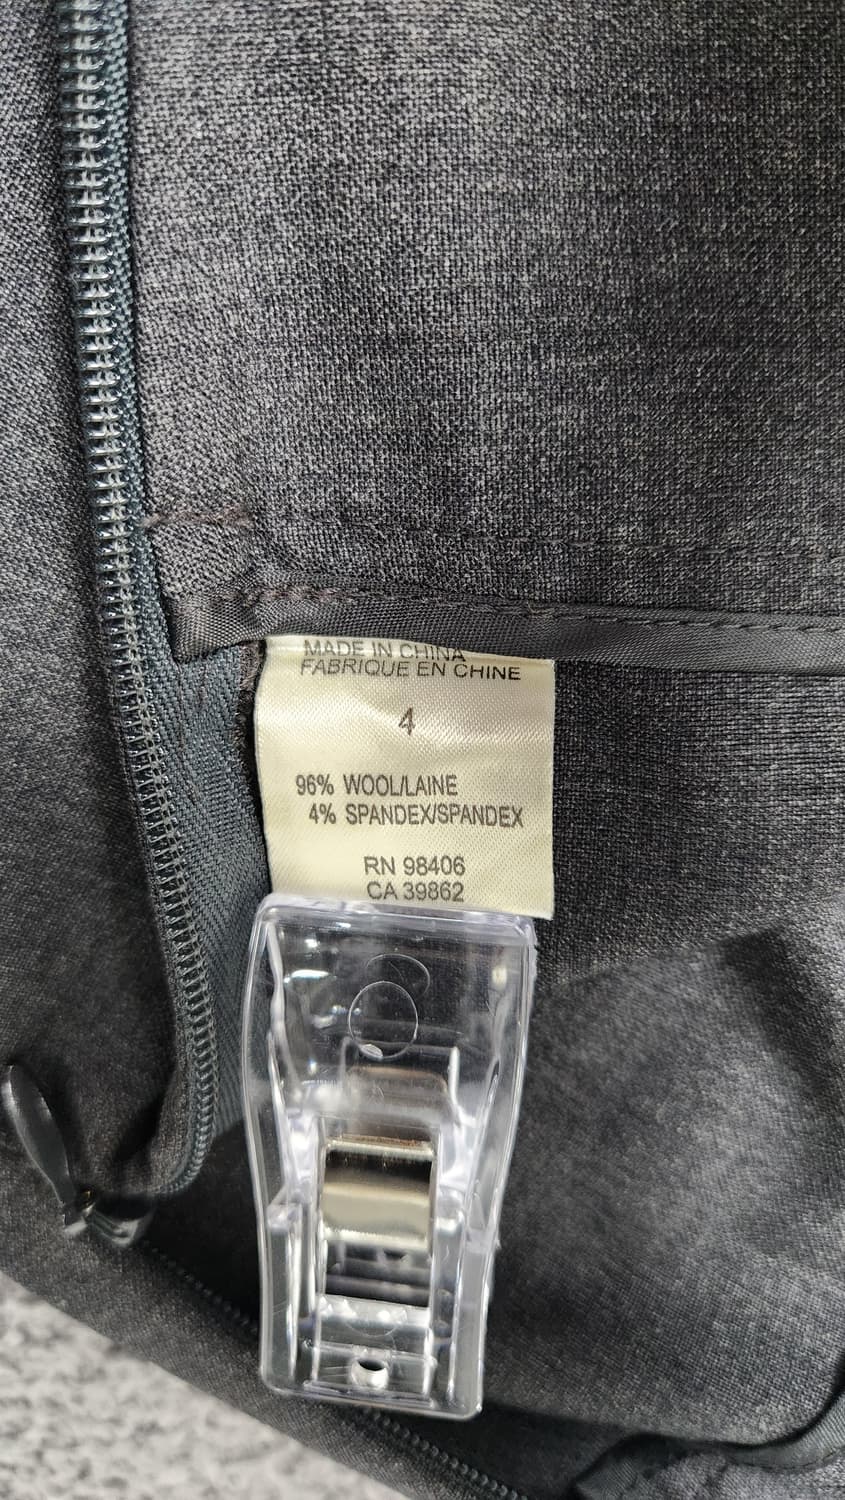 MADE IN CHINA
FABRIQUE EN CHINE
4
96% WOOL/LAINE
4% SPANDEX/SPANDEX
RN 98406
CA 39862